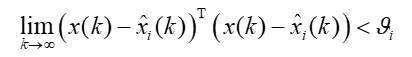 lim_{k→∞} (x(k) − x̂_i(k))^T (x(k) − x̂_i(k)) < ϑ_i